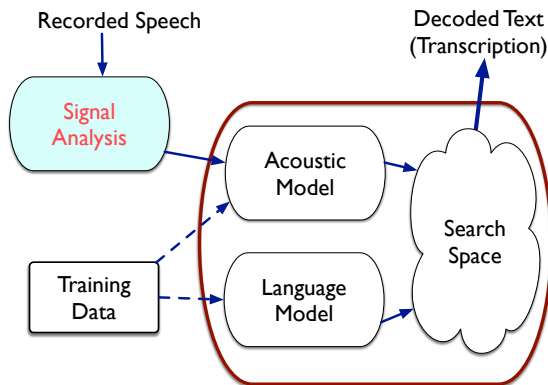 Recorded Speech
Decoded Text
(Transcription)
Signal
Analysis
Acoustic
Model
Search
Space
Training
Data
Language
Model